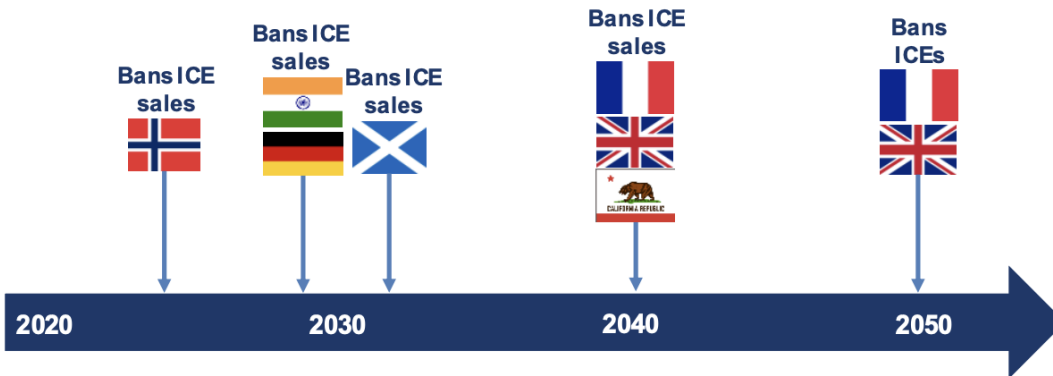 Bans ICE
sales
Bans ICE
sales
Bans ICE
sales
Bans ICE
sales
CALIFORNIA REPUBLIC
Bans
ICEs
2020
2030
2040
2050